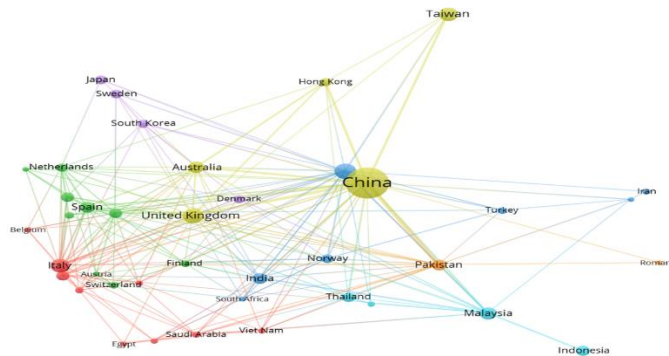 Taiwan
Japan
Hong Kong
Sweden
South Korea
Netherlands
Australia
China
Iran
Denmark
Spain
Turkey
United Kingdom
Belgium
Norway
Italy
Finland
Pakistan
Austria
India
Switzerland
South Africa
Thailand
Malaysia
Saudi Arabia
Viet Nam
Egypt
Indonesia